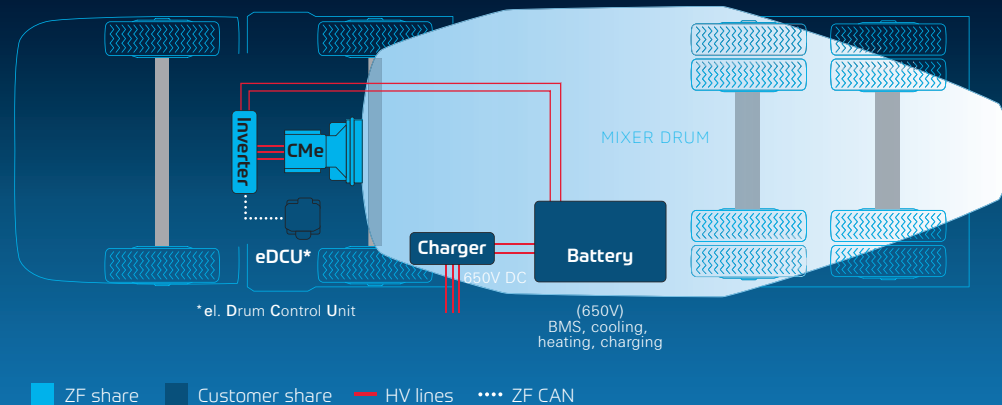 MIXER DRUM
Inverter
CMe
eDCU*
Charger
650V DC
Battery
*el. Drum Control Unit
(650V)
BMS, cooling,
heating, charging
ZF share
Customer share
HV lines
ZF CAN